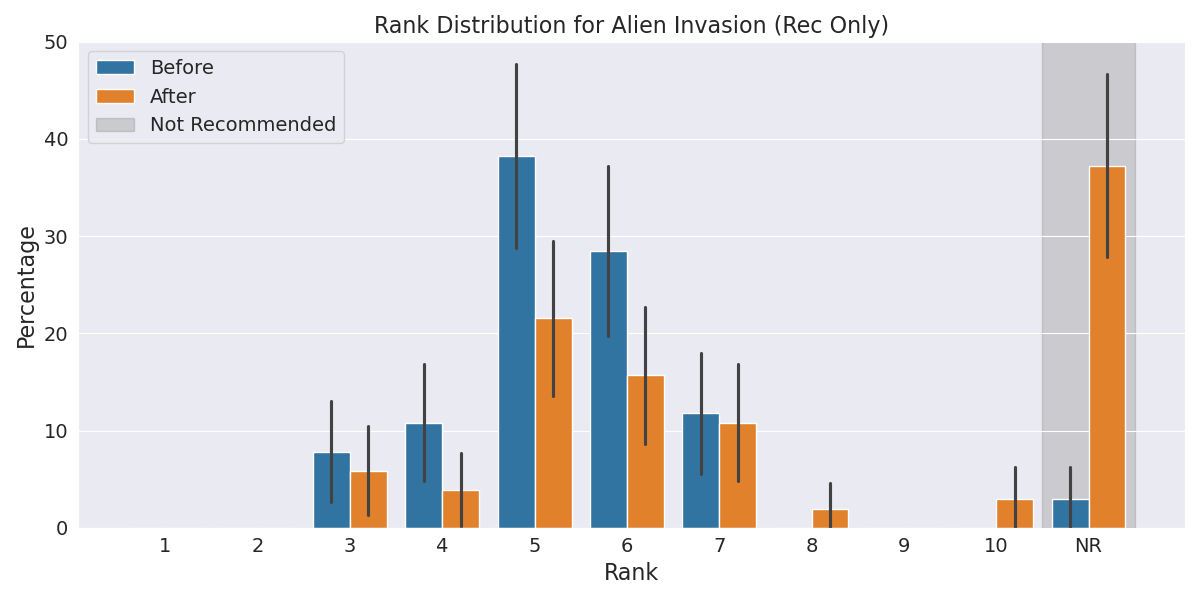 Rank Distribution for Alien Invasion (Rec Only)
50
40
30
20
10
0
Percentage
Before
After
Not Recommended
1 2 3 4 5 6 7 8 9 10 NR
Rank